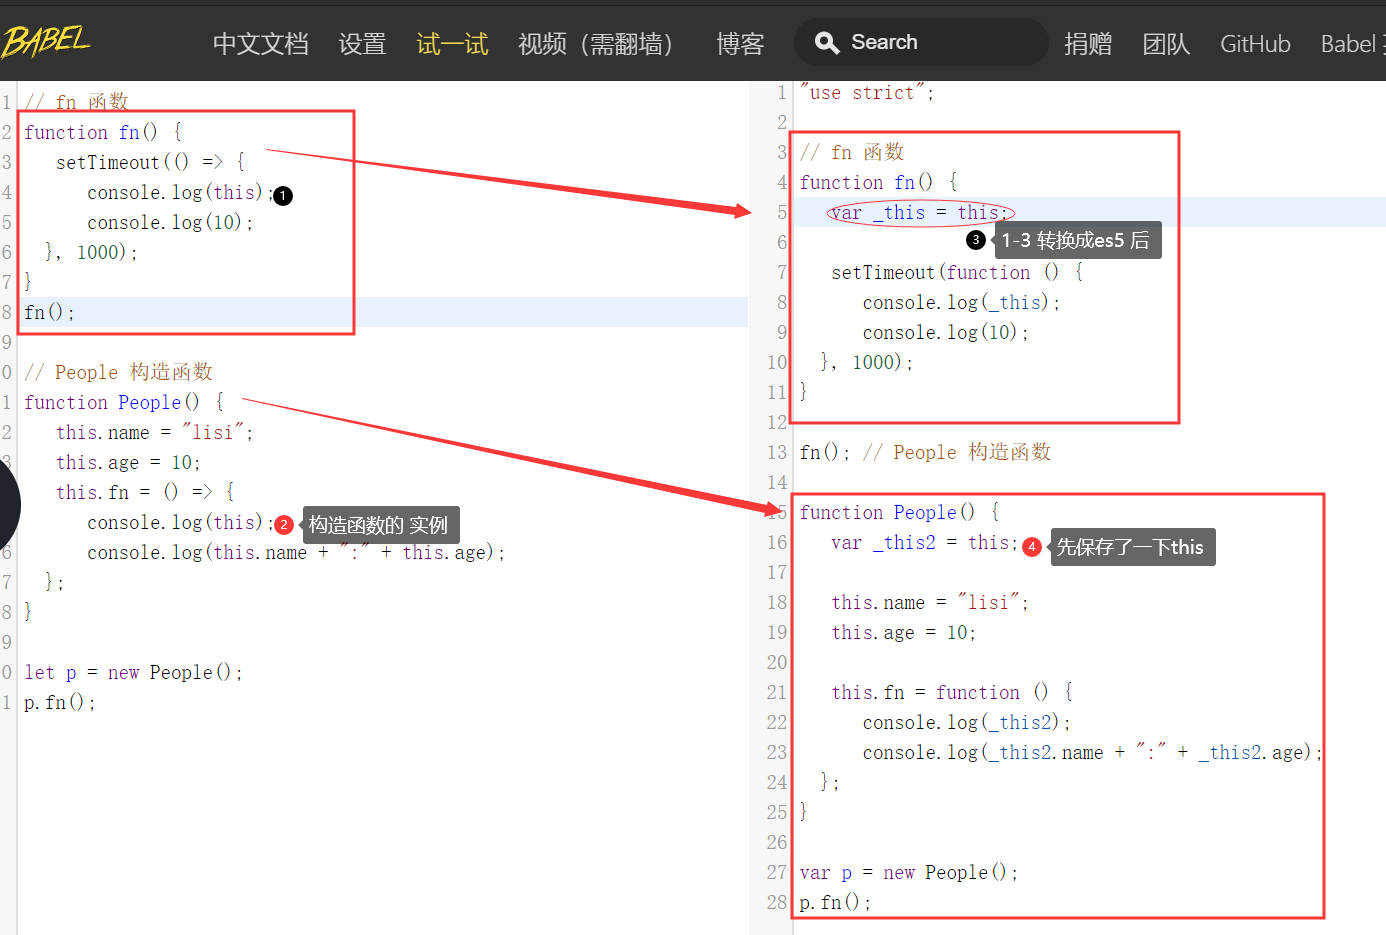 BABEL 中文文档 设置 试一试 视频（需翻墙） 博客 Search 捐赠 团队 GitHub Babel
1 // fn 函数
2 function fn() {
3 setTimeout(() => {
4 console.log(this); 1
5 console.log(10);
6 }, 1000);
7 }
8 fn();
9
0 // People 构造函数
1 function People() {
2 this.name = "lisi";
3 this.age = 10;
this.fn = () => {
console.log(this); 2 构造函数的 实例
6 console.log(this.name + ":" + this.age);
7 };
8 }
9
0 let p = new People();
1 p.fn();
1 "use strict";
2
3 // fn 函数
4 function fn() {
5 var _this = this;
6 3 1-3 转换成es5 后
7 setTimeout(function () {
8 console.log(_this);
9 console.log(10);
10 }, 1000);
11 }
12
13 fn(); // People 构造函数
14
15 function People() {
16 var _this2 = this; 4 先保存了一下this
17
18 this.name = "lisi";
19 this.age = 10;
20
21 this.fn = function () {
22 console.log(_this2);
23 console.log(_this2.name + ":" + _this2.age);
24 };
25 }
26
27 var p = new People();
28 p.fn();